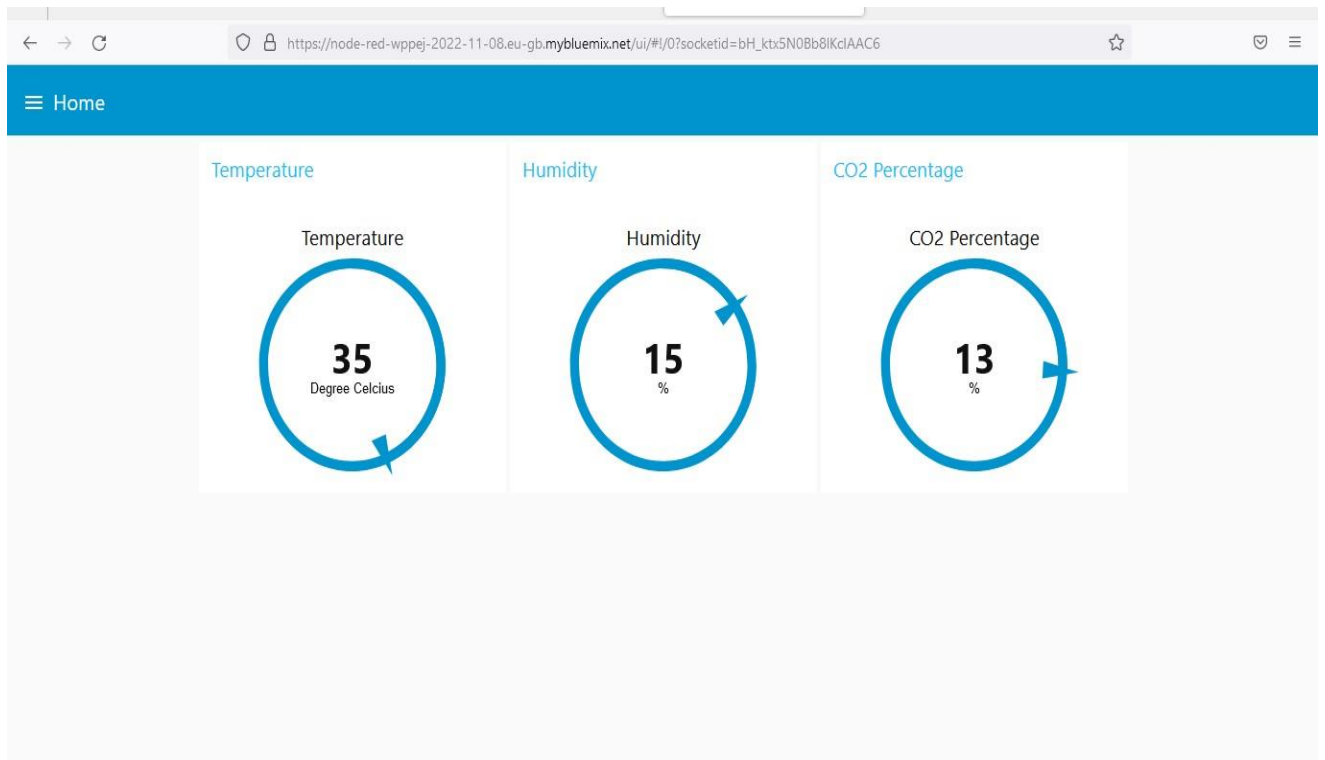 https://node-red-wppej-2022-11-08.eu-gb.mybluemix.net/ui/#!/0?socketid=bH_ktx5N0Bb8lKclAAC6
Home
Temperature
Humidity
CO2 Percentage
Temperature
Humidity
CO2 Percentage
35
Degree Celcius
15
%
13
%